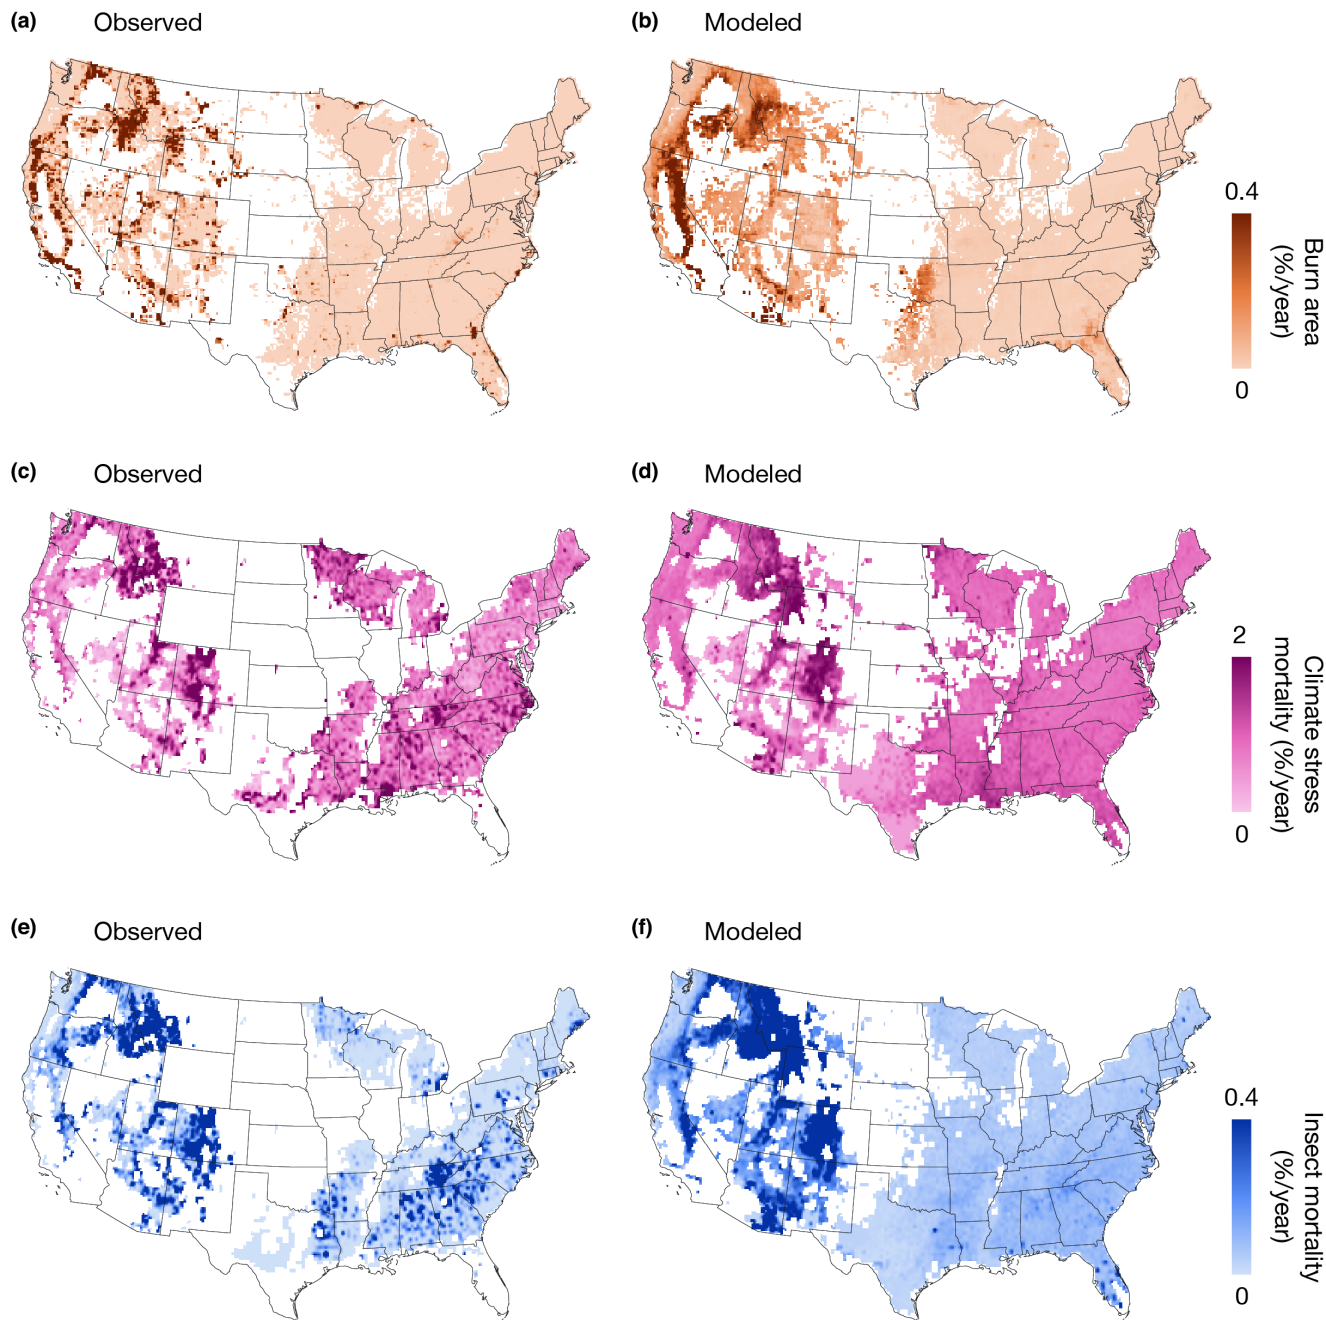 (a) Observed
(b) Modeled
0.4
0
Burn area
(%/year)
(c) Observed
(d) Modeled
2
0
Climate stress
mortality (%/year)
(e) Observed
(f) Modeled
0.4
0
Insect mortality
(%/year)